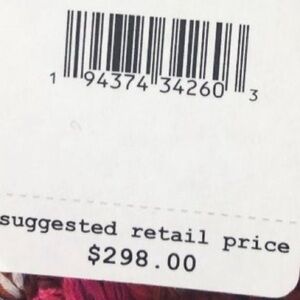 1 94374 34260 3
suggested retail price
$298.00